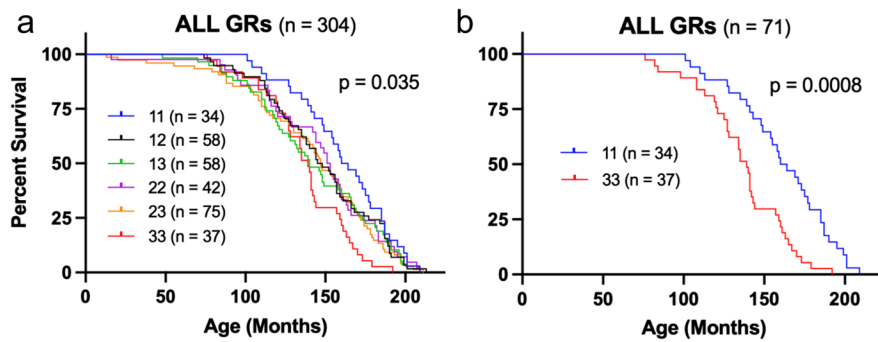 a
ALL GRs (n = 304)
p = 0.035
Percent Survival
100
75
50
25
0
11 (n = 34)
12 (n = 58)
13 (n = 58)
22 (n = 42)
23 (n = 75)
33 (n = 37)
0 50 100 150 200
Age (Months)
b
ALL GRs (n = 71)
p = 0.0008
100
75
50
25
0
11 (n = 34)
33 (n = 37)
0 50 100 150 200
Age (Months)